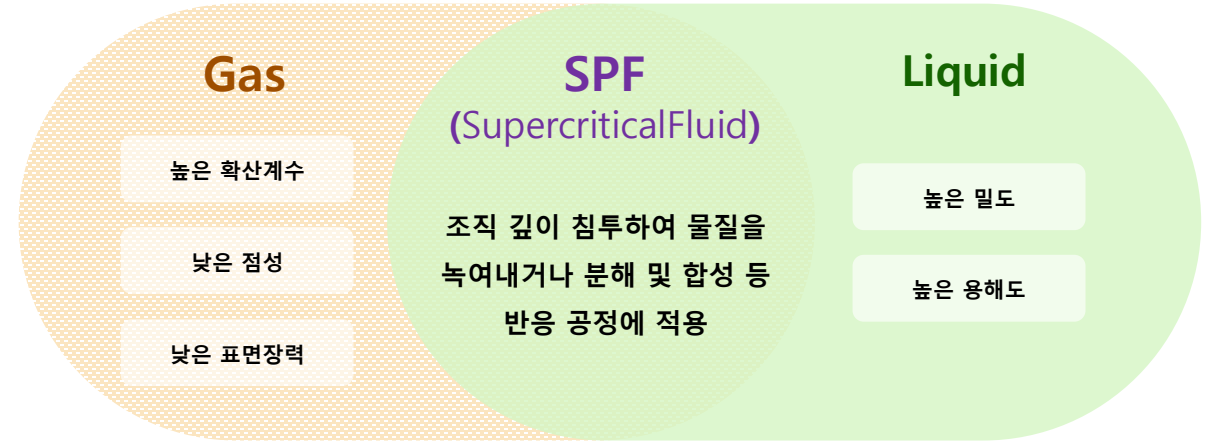 Gas
높은 확산계수
낮은 점성
낮은 표면장력
SPF
(SupercriticalFluid)
조직 깊이 침투하여 물질을
녹여내거나 분해 및 합성 등
반응 공정에 적용
Liquid
높은 밀도
높은 용해도